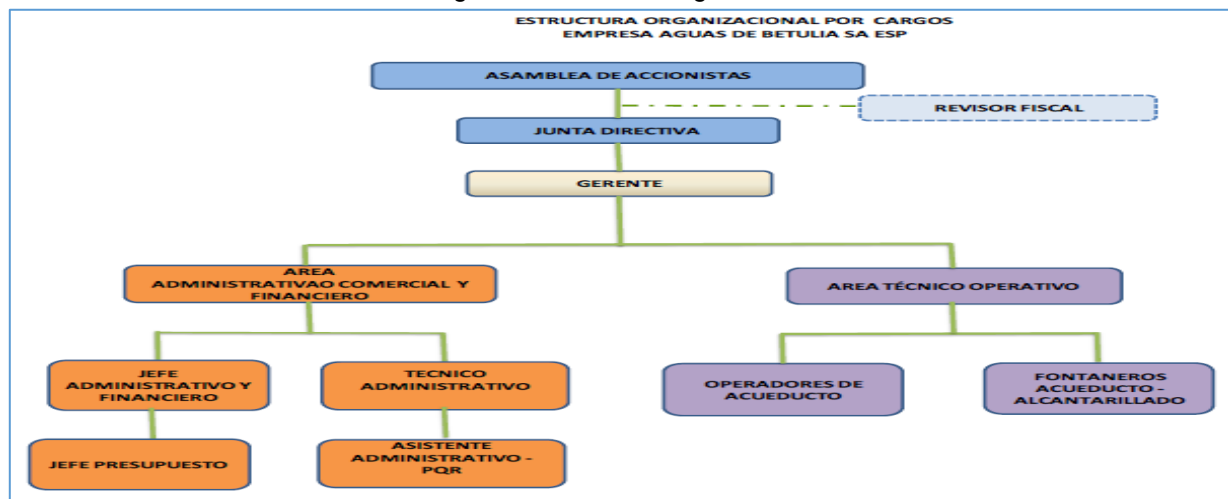 ESTRUCTURA ORGANIZACIONAL POR CARGOS
EMPRESA AGUAS DE BETULIA SA ESP
ASAMBLEA DE ACCIONISTAS
REVISOR FISCAL
JUNTA DIRECTIVA
GERENTE
AREA
ADMINISTRATIVAO COMERCIAL Y
FINANCIERO
AREA TÉCNICO OPERATIVO
JEFE
ADMINISTRATIVO Y
FINANCIERO
TECNICO
ADMINISTRATIVO
OPERADORES DE
ACUEDUCTO
FONTANEROS
ACUEDUCTO -
ALCANTARILLADO
JEFE PRESUPUESTO
ASISTENTE
ADMINISTRATIVO -
PQR